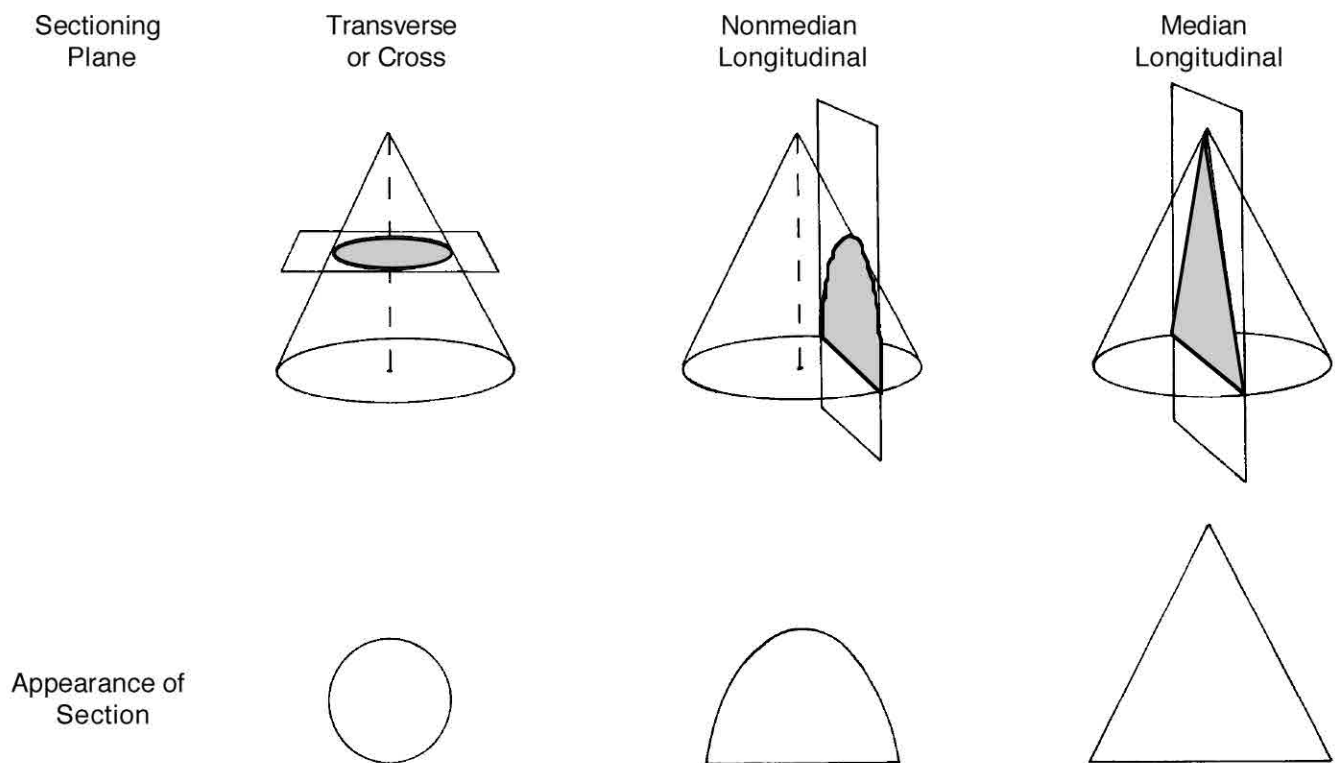 Sectioning
Plane
Transverse
or Cross
Nonmedian
Longitudinal
Median
Longitudinal
Appearance of
Section